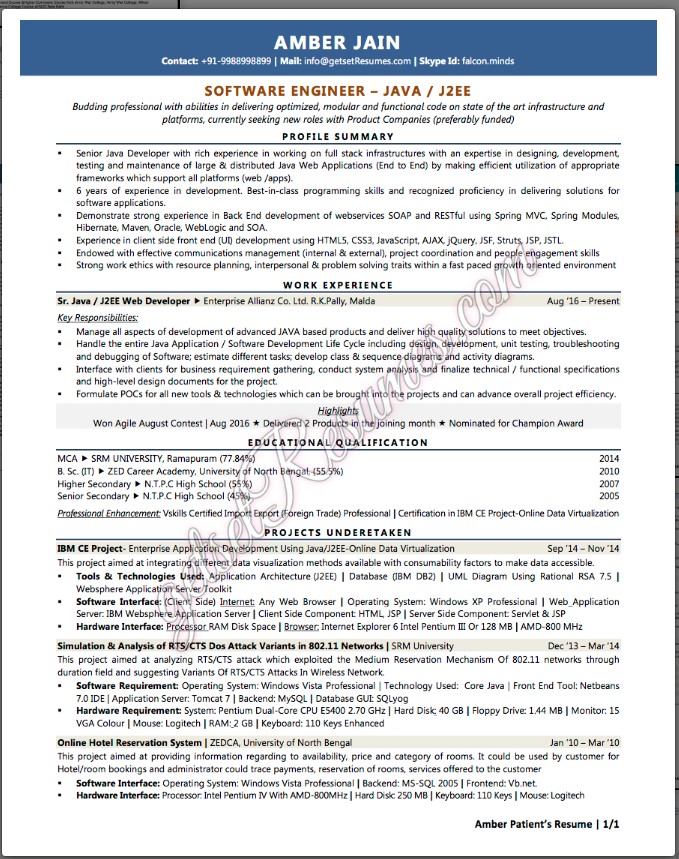 AMBER JAIN
Contact: +91-9988998899 | Mail: info@getsetResumes.com | Skype Id: falcon.minds
SOFTWARE ENGINEER – JAVA / J2EE
Budding professional with abilities in delivering optimized, modular and functional code on state of the art infrastructure and
platforms, currently seeking new roles with Product Companies (preferably funded)
PROFILE SUMMARY
▪ Senior Java Developer with rich experience in working on full stack infrastructures with an expertise in designing, development,
testing and maintenance of large & distributed Java Web Applications (End to End) by making efficient utilization of appropriate
frameworks which support all platforms (web /apps).
▪ 6 years of experience in development. Best-in-class programming skills and recognized proficiency in delivering solutions for
software applications.
▪ Demonstrate strong experience in Back End development of webservices SOAP and RESTful using Spring MVC, Spring Modules,
Hibernate, Maven, Oracle, WebLogic and SOA.
▪ Experience in client side front end (UI) development using HTML5, CSS3, JavaScript, AJAX, jQuery, JSF, Struts, JSP, JSTL.
▪ Endowed with effective communications management (internal & external), project coordination and people engagement skills
▪ Strong work ethics with resource planning, interpersonal & problem solving traits within a fast paced growth oriented environment
WORK EXPERIENCE
Sr. Java / J2EE Web Developer ► Enterprise Allianz Co. Ltd. R.K.Pally, Malda Aug '16 – Present
Key Responsibilities:
▪ Manage all aspects of development of advanced JAVA based products and deliver high quality solutions to meet objectives.
▪ Handle the entire Java Application / Software Development Life Cycle including design, development, unit testing, troubleshooting
and debugging of Software; estimate different tasks; develop class & sequence diagrams and activity diagrams.
▪ Interface with clients for business requirement gathering, conduct system analysis and finalize technical / functional specifications
and high-level design documents for the project.
▪ Formulate POCs for all new tools & technologies which can be brought into the projects and can advance overall project efficiency.
Highlights
Won Agile August Contest | Aug 2016 ★ Delivered 2 Products in the joining month ★ Nominated for Champion Award
EDUCATIONAL QUALIFICATION
MCA ► SRM UNIVERSITY, Ramapuram (77.84%) 2014
B. Sc. (IT) ► ZED Career Academy, University of North Bengal (55.5%) 2010
Higher Secondary ► N.T.P.C High School (55%) 2007
Senior Secondary ► N.T.P.C High School (45%) 2005
Professional Enhancement: Vskills Certified Import Export (Foreign Trade) Professional | Certification in IBM CE Project-Online Data Virtualization
PROJECTS UNDERETAKEN
IBM CE Project- Enterprise Application Development Using Java/J2EE-Online Data Virtualization Sep '14 – Nov '14
This project aimed at integrating different data visualization methods available with consumability factors to make data accessible.
▪ Tools & Technologies Used: Application Architecture (J2EE) | Database (IBM DB2) | UML Diagram Using Rational RSA 7.5 |
Websphere Application Server Toolkit
▪ Software Interface: (Client Side) Internet: Any Web Browser | Operating System: Windows XP Professional | Web_Application
Server: IBM Websphere Application Server | Client Side Component: HTML, JSP | Server Side Component: Servlet & JSP
▪ Hardware Interface: Processor RAM Disk Space | Browser: Internet Explorer 6 Intel Pentium III Or 128 MB | AMD-800 MHz
Simulation & Analysis of RTS/CTS Dos Attack Variants in 802.11 Networks | SRM University Dec '13 – Mar '14
This project aimed at analyzing RTS/CTS attack which exploited the Medium Reservation Mechanism Of 802.11 networks through
duration field and suggesting Variants Of RTS/CTS Attacks In Wireless Network.
▪ Software Requirement: Operating System: Windows Vista Professional | Technology Used: Core Java | Front End Tool: Netbeans
7.0 IDE | Application Server: Tomcat 7 | Backend: MySQL | Database GUI: SQLyog
▪ Hardware Requirement: System: Pentium Dual-Core CPU E5400 2.70 GHz | Hard Disk: 40 GB | Floppy Drive: 1.44 MB | Monitor: 15
VGA Colour | Mouse: Logitech | RAM:2 GB | Keyboard: 110 Keys Enhanced
Online Hotel Reservation System | ZEDCA, University of North Bengal Jan '10 – Mar '10
This project aimed at providing information regarding to availability, price and category of rooms. It could be used by customer for
Hotel/room bookings and administrator could trace payments, reservation of rooms, services offered to the customer
▪ Software Interface: Operating System: Windows Vista Professional | Backend: MS-SQL 2005 | Frontend: Vb.net.
▪ Hardware Interface: Processor: Intel Pentium IV With AMD-800MHz | Hard Disk: 250 MB | Keyboard: 110 Keys | Mouse: Logitech
Amber Patient's Resume | 1/1
getsetResumes.com